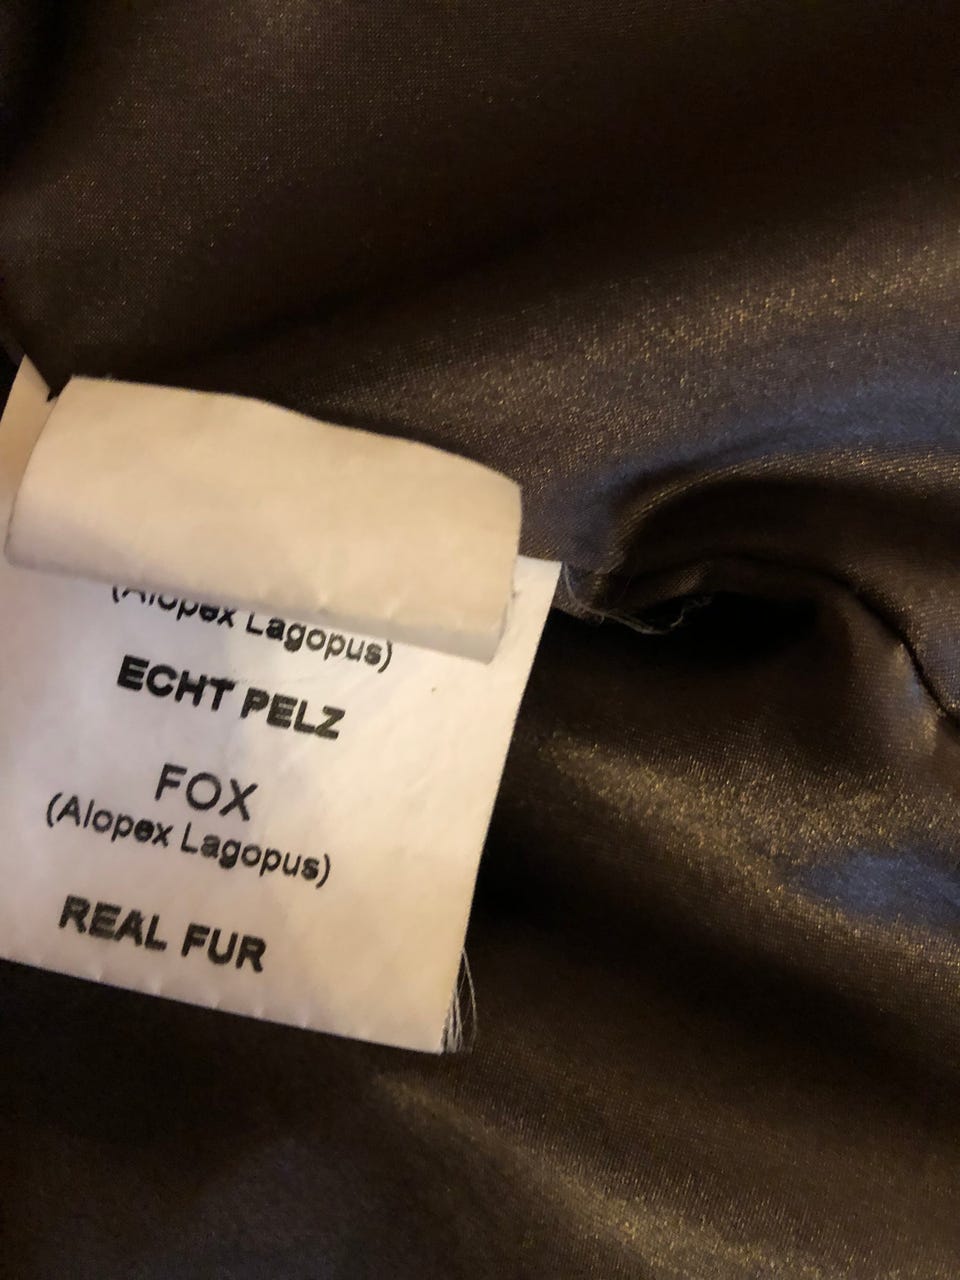 (Alopex Lagopus)
ECHT PELZ
FOX
(Alopex Lagopus)
REAL FUR